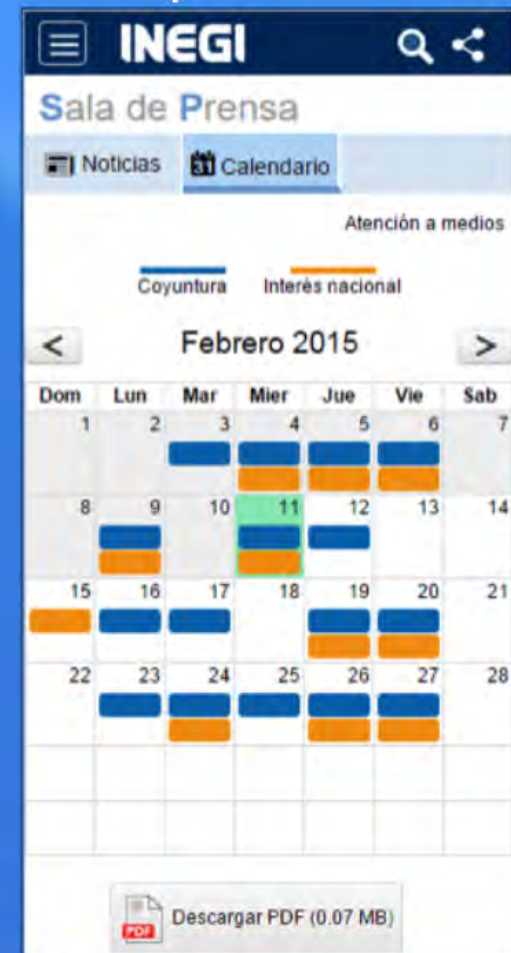 INEGI
Sala de Prensa
31
Noticias Calendario
Atención a medios
Coyuntura Interés nacional
< Febrero 2015 >
Dom Lun Mar Mier Jue Vie Sab
1 2 3 4 5 6 7
8 9 10 11 12 13 14
15 16 17 18 19 20 21
22 23 24 25 26 27 28
PDF
Descargar PDF (0.07 MB)